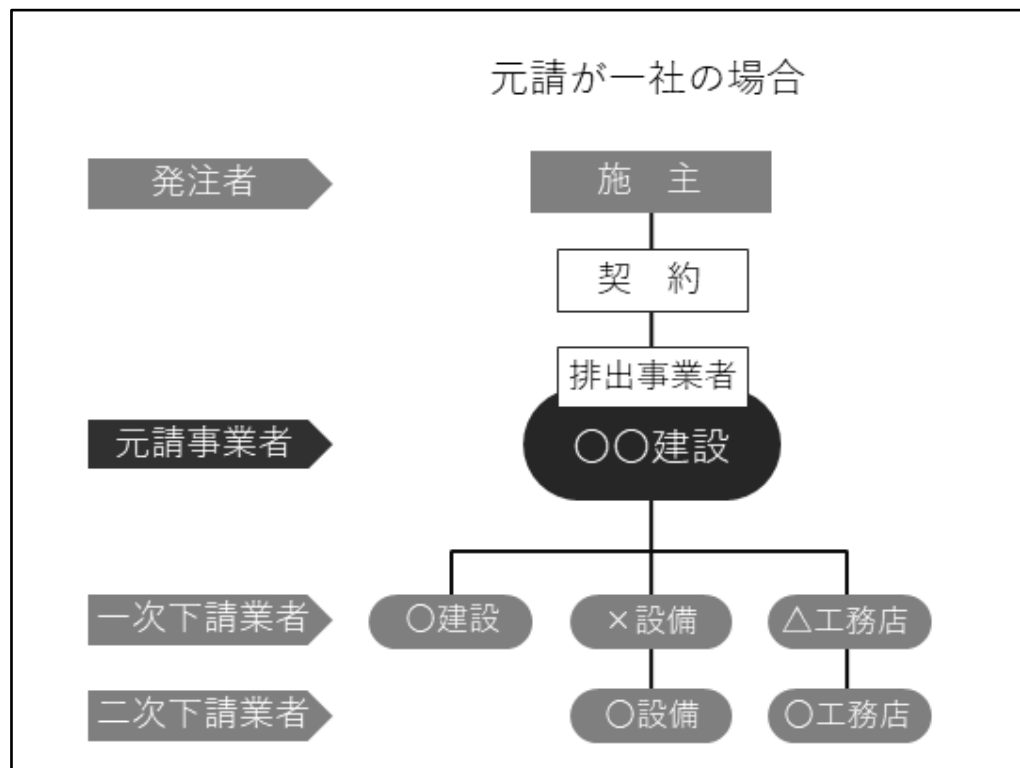 元請が一社の場合
発注者
施　主
契　約
排出事業者
元請事業者
〇〇建設
一次下請業者
〇建設
×設備
△工務店
二次下請業者
〇設備
〇工務店